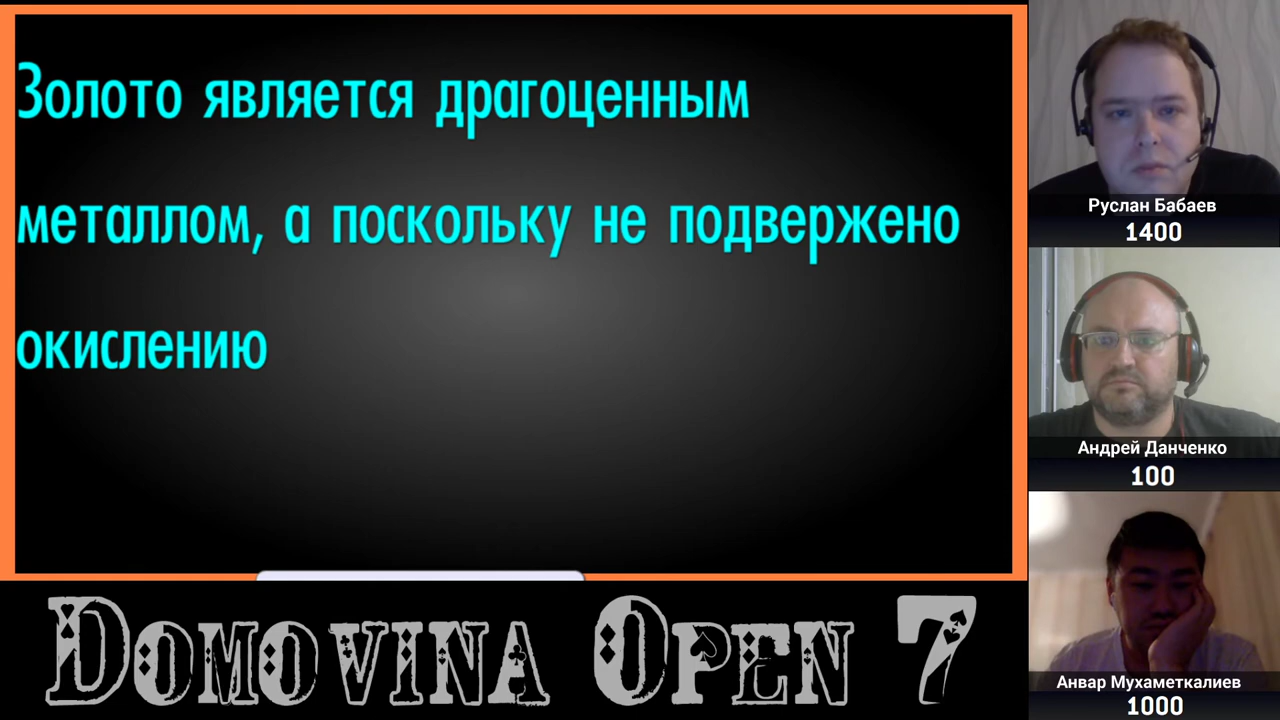 Золото является драгоценным
металлом, а поскольку не подвержено
окислению
Руслан Бабаев
1400
Андрей Данченко
100
Анвар Мухаметкалиев
1000
Domovina Open 7